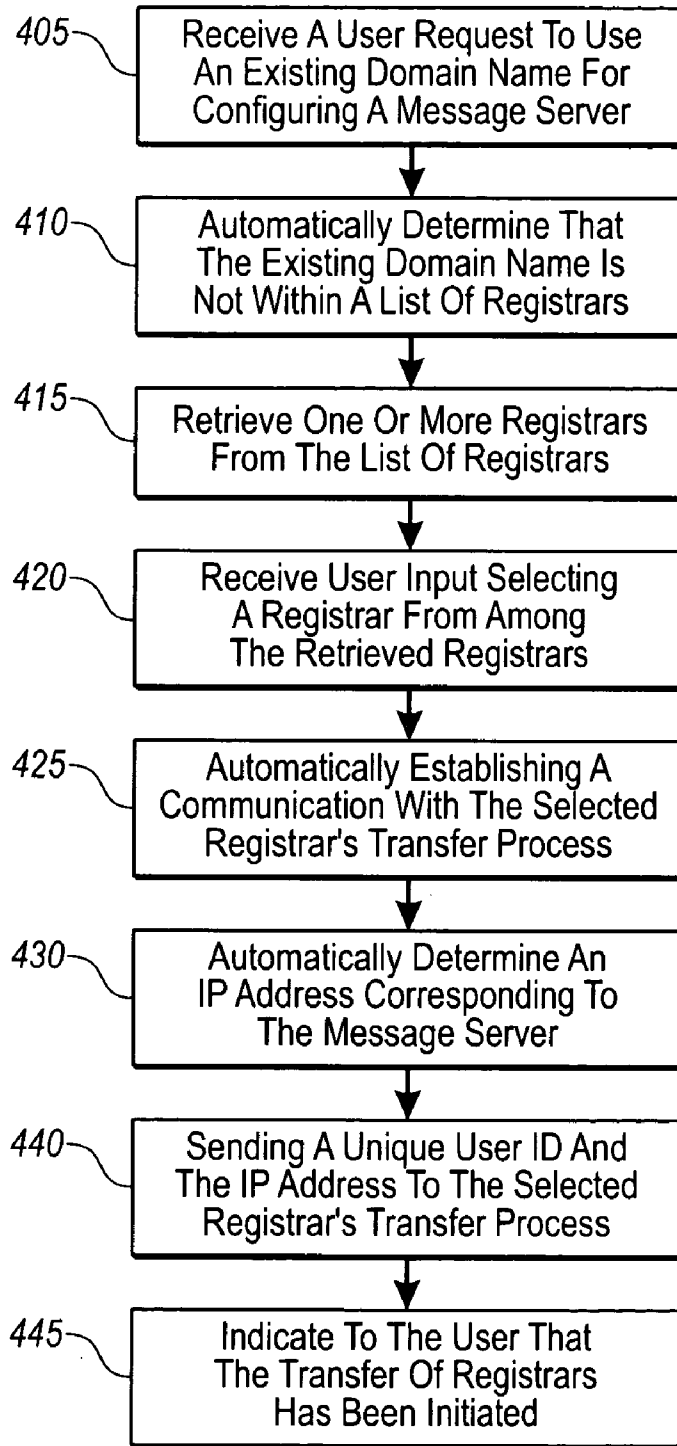 405
Receive A User Request To Use
An Existing Domain Name For
Configuring A Message Server
410
Automatically Determine That
The Existing Domain Name Is
Not Within A List Of Registrars
415
Retrieve One Or More Registrars
From The List Of Registrars
420
Receive User Input Selecting
A Registrar From Among
The Retrieved Registrars
425
Automatically Establishing A
Communication With The Selected
Registrar's Transfer Process
430
Automatically Determine An
IP Address Corresponding To
The Message Server
440
Sending A Unique User ID And
The IP Address To The Selected
Registrar's Transfer Process
445
Indicate To The User That
The Transfer Of Registrars
Has Been Initiated